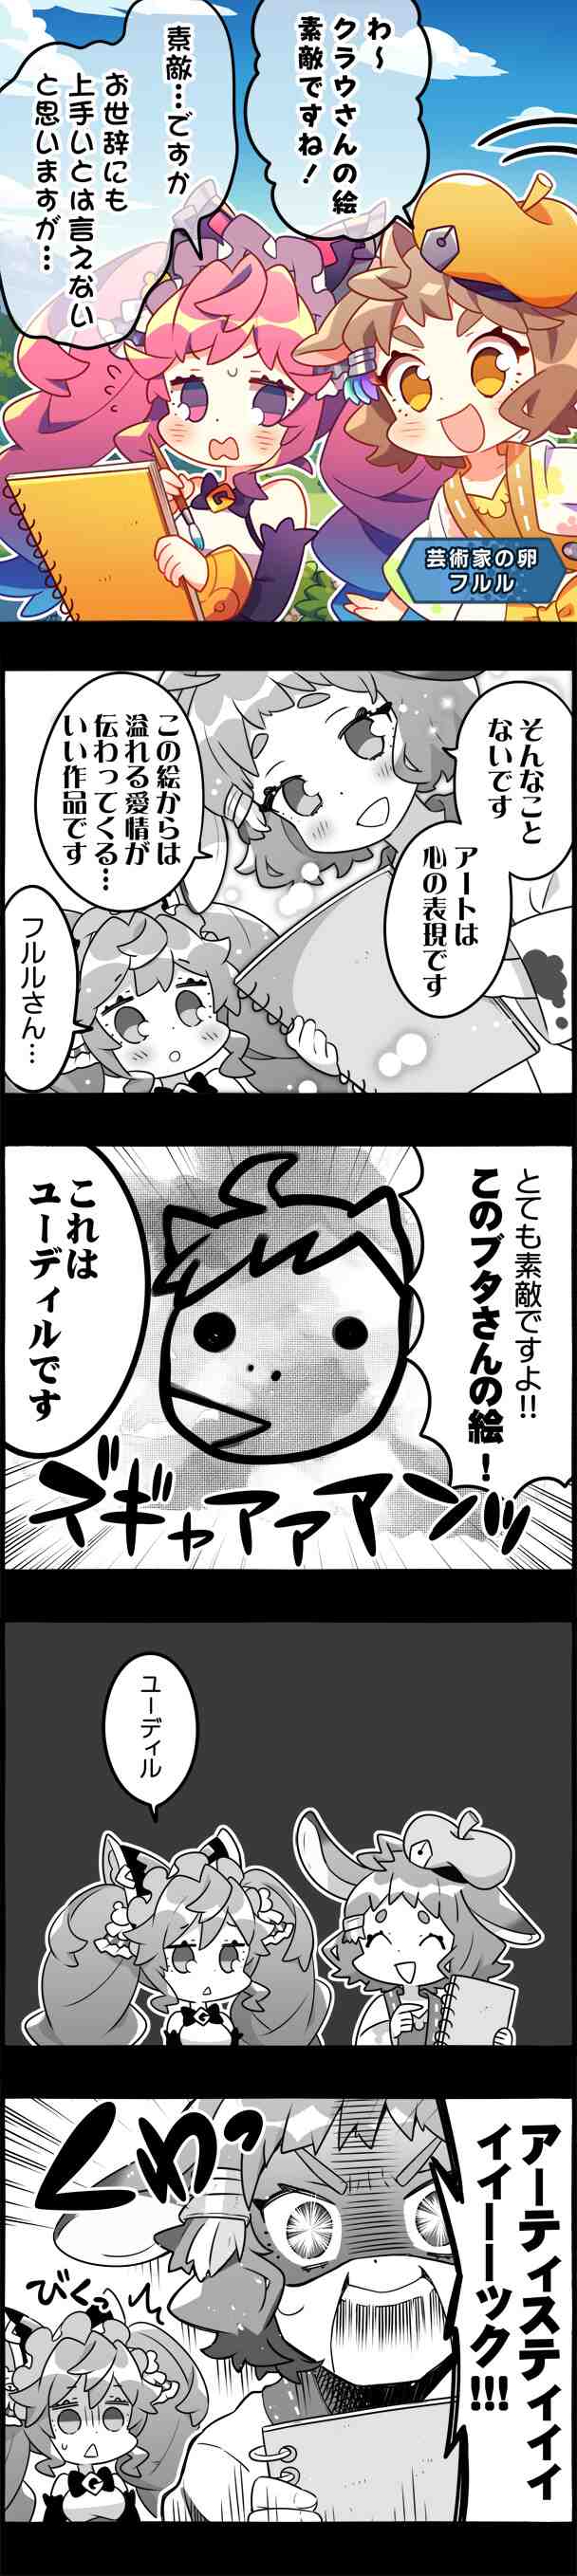 わ～
クラウさんの絵
素敵ですね！
素敵…ですか
お世辞にも
上手いとは言えない
と思いますが…
芸術家の卵
フルル
そんなこと
ないです
アートは
心の表現です
この絵からは
溢れる愛情が
伝わってくる…
いい作品です
フルルさん…
とても素敵ですよ!!
このブタさんの絵！
これは
ユーディルです
ズギャアアアンッ
ユーディル
アーティスティィィ
イイーーック!!!
くわっ
びくっ